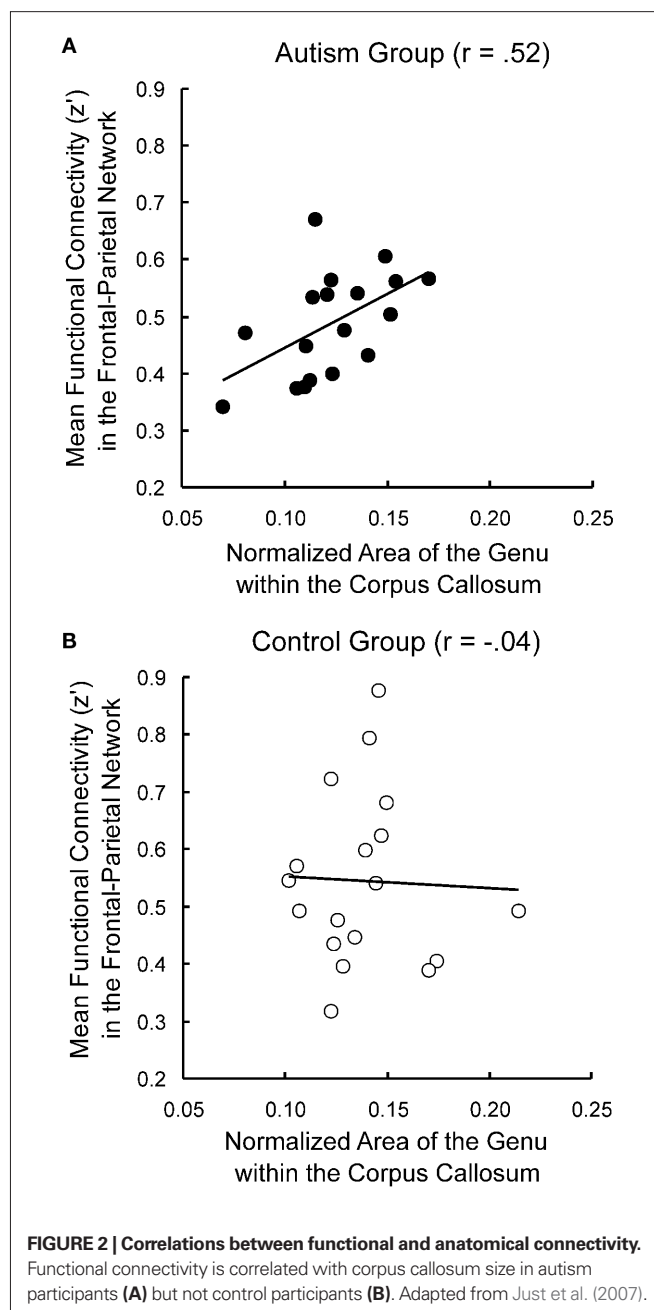 A
Autism Group (r = .52)
Mean Functional Connectivity (z')
in the Frontal-Parietal Network
0.9
0.8
0.7
0.6
0.5
0.4
0.3
0.2
0.05 0.10 0.15 0.20 0.25
Normalized Area of the Genu
within the Corpus Callosum
B
Control Group (r = -.04)
Mean Functional Connectivity (z')
in the Frontal-Parietal Network
0.9
0.8
0.7
0.6
0.5
0.4
0.3
0.2
0.05 0.10 0.15 0.20 0.25
Normalized Area of the Genu
within the Corpus Callosum
FIGURE 2 | Correlations between functional and anatomical connectivity.
Functional connectivity is correlated with corpus callosum size in autism
participants (A) but not control participants (B). Adapted from Just et al. (2007).